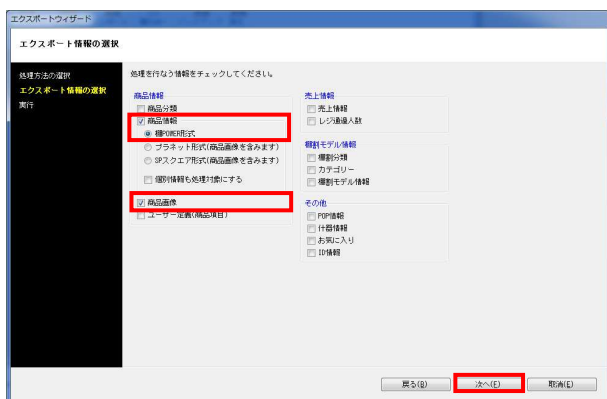 エクスポートウィザード
エクスポート情報の選択
処理方法の選択
エクスポート情報の選択
実行
処理を行なう情報をチェックしてください。
商品情報
商品分類
商品情報
棚POWER形式
プラネット形式(商品画像を含みます)
SPスクエア形式(商品画像を含みます)
個別情報も処理対象にする
商品画像
ユーザー定義(商品項目)
売上情報
売上情報
レジ通過人数
棚割モデル情報
棚割分類
カテゴリー
棚割モデル情報
その他
POP情報
什器情報
お気に入り
ID情報
戻る(B)
次へ(F)
取消(E)